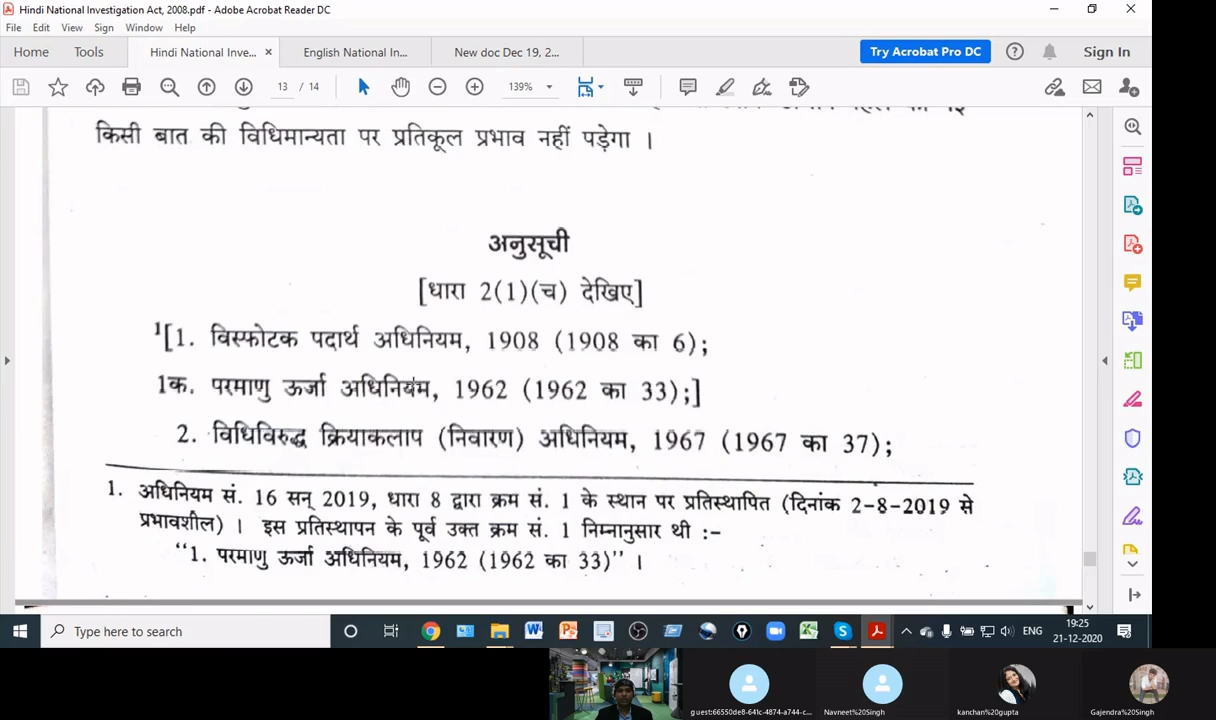 Hindi National Investigation Act, 2008.pdf - Adobe Acrobat Reader DC
File Edit View Sign Window Help
Home Tools Hindi National Inve... × English National In... New doc Dec 19, 2... Try Acrobat Pro DC Sign In
13 / 14 139%
किसी बात की विधिमान्यता पर प्रतिकूल प्रभाव नहीं पड़ेगा ।
अनुसूची
[धारा 2(1)(च) देखिए]
1[1. विस्फोटक पदार्थ अधिनियम, 1908 (1908 का 6);
1क. परमाणु ऊर्जा अधिनियम, 1962 (1962 का 33);]
2. विधिविरुद्ध क्रियाकलाप (निवारण) अधिनियम, 1967 (1967 का 37);
1. अधिनियम सं. 16 सन् 2019, धारा 8 द्वारा क्रम सं. 1 के स्थान पर प्रतिस्थापित (दिनांक 2-8-2019 से
प्रभावशील) । इस प्रतिस्थापन के पूर्व उक्त क्रम सं. 1 निम्नानुसार थी :-
“1. परमाणु ऊर्जा अधिनियम, 1962 (1962 का 33)” ।
Type here to search
ENG
19:25
21-12-2020
guest:66550de8-641c-4874-a744-c... Navneet%20Singh kanchan%20gupta Gajendra%20Singh